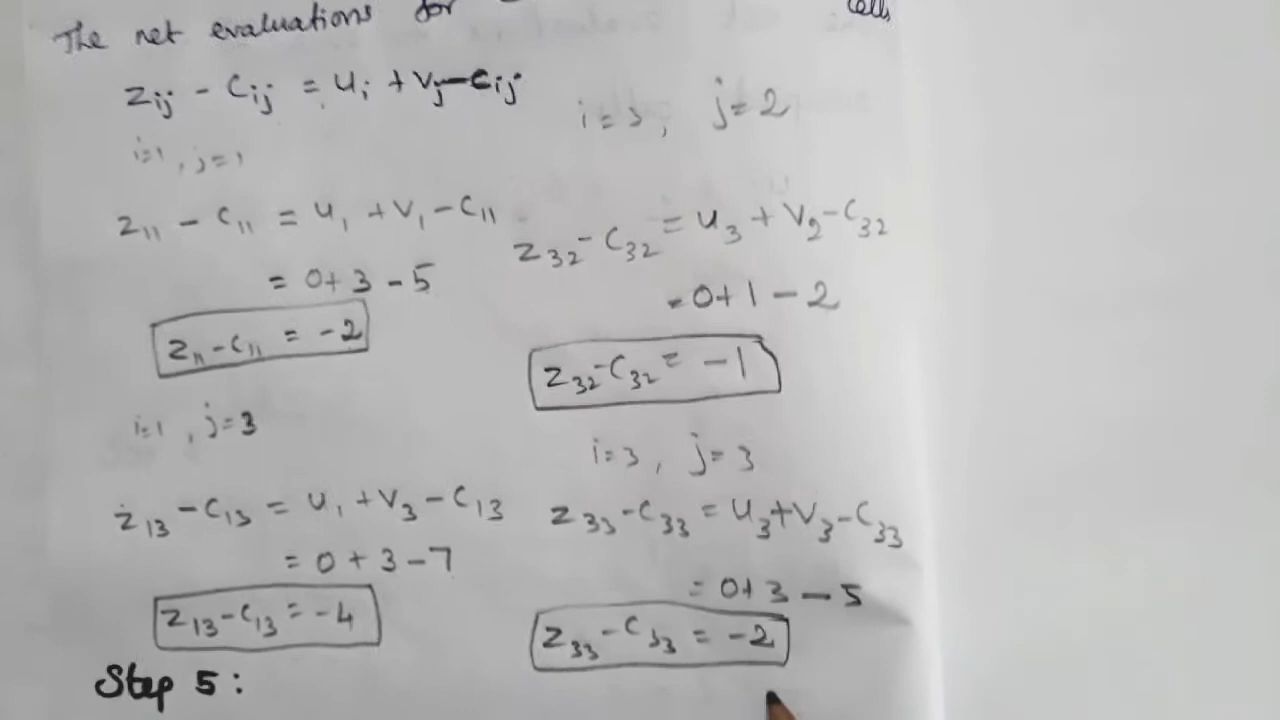 The net evaluations for cells
zij - Cij = ui + vj - cij
i=1, j=1
z11 - C11 = u1 + v1 - C11
= 0+3-5
z11 - C11 = -2
i=1, j=3
z13 - C13 = u1 + v3 - C13
= 0+3-7
z13 - C13 = -4
Step 5:
i=3, j=2
z32 - C32 = u3 + v2 - C32
= 0+1-2
z32 - C32 = -1
i=3, j=3
z33 - C33 = u3 + v3 - C33
= 0+3-5
z33 - C33 = -2